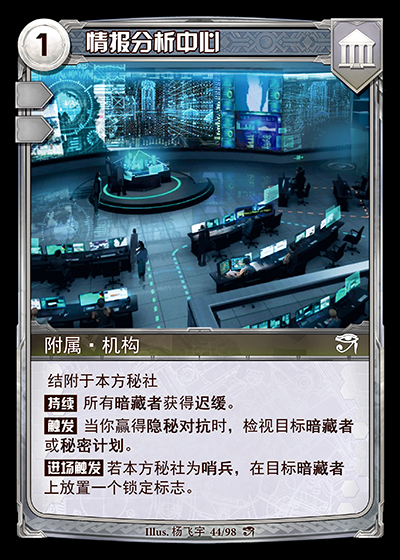 1 情报分析中心
附属·机构
结附于本方秘社
持续 所有暗藏者获得迟缓。
触发 当你赢得隐秘对抗时，检视目标暗藏者
或秘密计划。
进场触发 若本方秘社为哨兵，在目标暗藏者
上放置一个锁定标志。
Illus. 杨飞宇 44/98